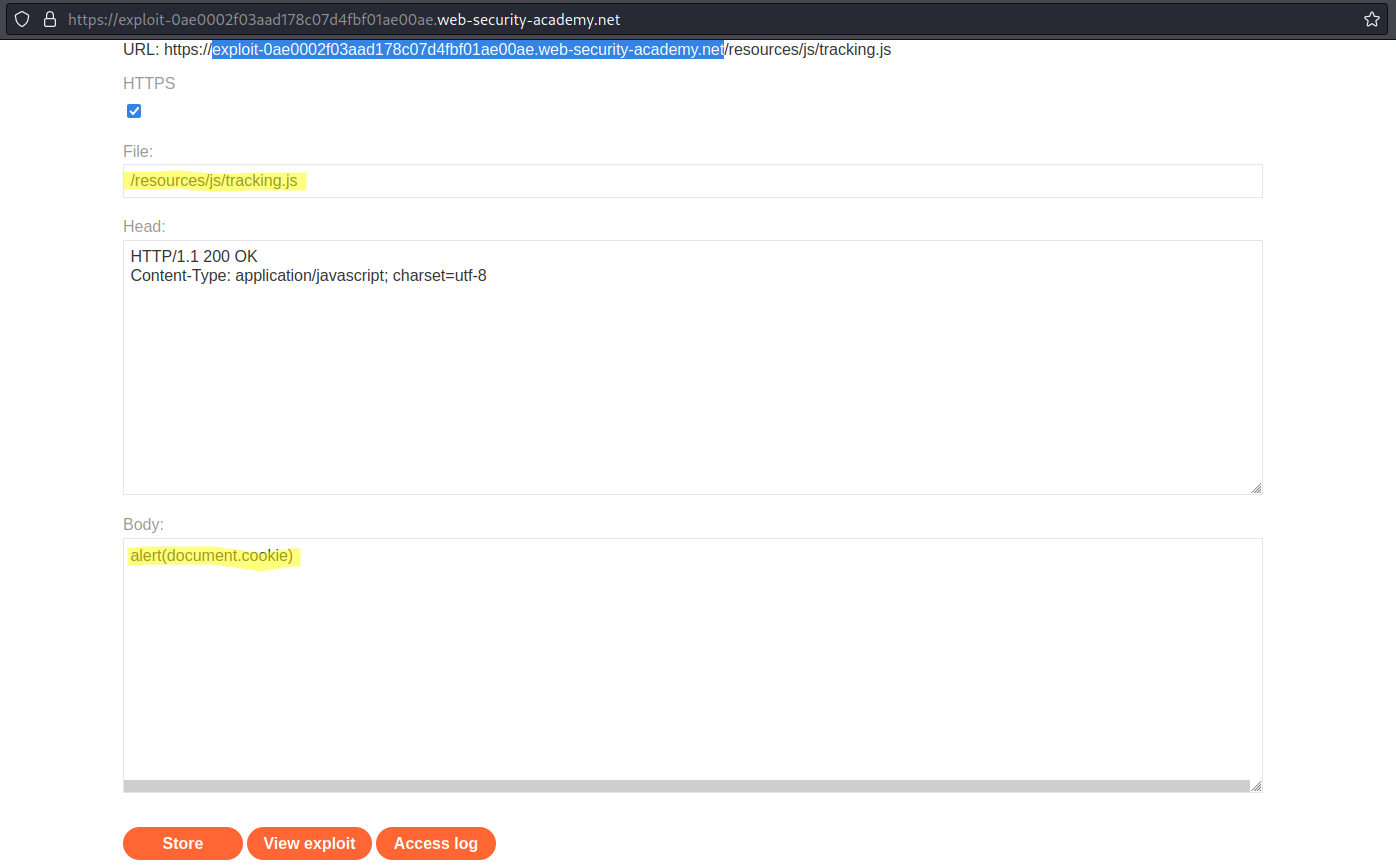 https://exploit-0ae0002f03aad178c07d4fbf01ae00ae.web-security-academy.net
URL: https://exploit-0ae0002f03aad178c07d4fbf01ae00ae.web-security-academy.net/resources/js/tracking.js
HTTPS
File:
/resources/js/tracking.js
Head:
HTTP/1.1 200 OK
Content-Type: application/javascript; charset=utf-8
Body:
alert(document.cookie)
Store View exploit Access log